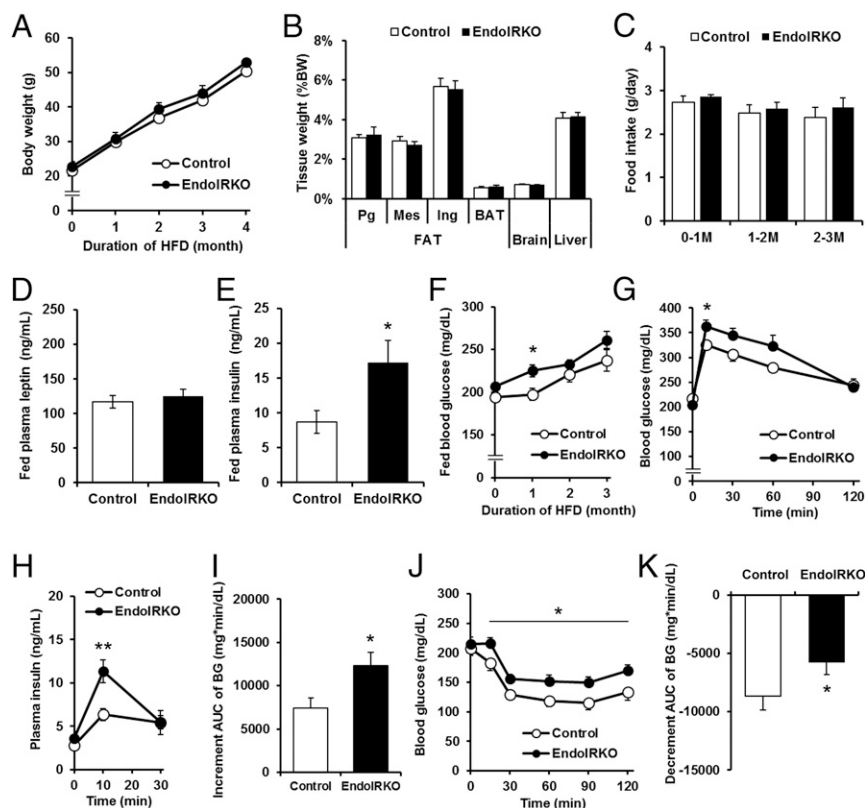 A
Body weight (g)
60
50
40
30
20
10
0
0 1 2 3 4
Duration of HFD (month)
Control
EndoIRKO
B
Control EndoIRKO
Tissue weight (%BW)
8%
6%
4%
2%
0%
Pg Mes Ing BAT Brain Liver
FAT
C
Control EndoIRKO
Food intake (g/day)
4
3
2
1
0
0-1M 1-2M 2-3M
D
Fed plasma leptin (ng/mL)
250
200
150
100
50
0
Control EndoIRKO
E
Fed plasma insulin (ng/mL)
25
20
15
10
5
0
*
Control EndoIRKO
F
Fed blood glucose (mg/dL)
300
250
200
0
*
Control
EndoIRKO
0 1 2 3
Duration of HFD (month)
G
Blood glucose (mg/dL)
400
350
300
250
200
150
100
0
*
Control
EndoIRKO
0 30 60 90 120
Time (min)
H
Control
EndoIRKO
Plasma insuln (ng/mL)
20
15
10
5
0
**
0 10 20 30
Time (min)
I
Increment AUC of BG (mg*min/dL)
20000
15000
10000
7500
5000
0
*
Control EndoIRKO
J
Blood glucose (mg/dL)
250
200
150
100
50
0
*
Control
EndoIRKO
0 30 60 90 120
Time (min)
K
Control EndoIRKO
Decrement AUC of BG (mg*min/dL)
0
-5000
-10000
-15000
*